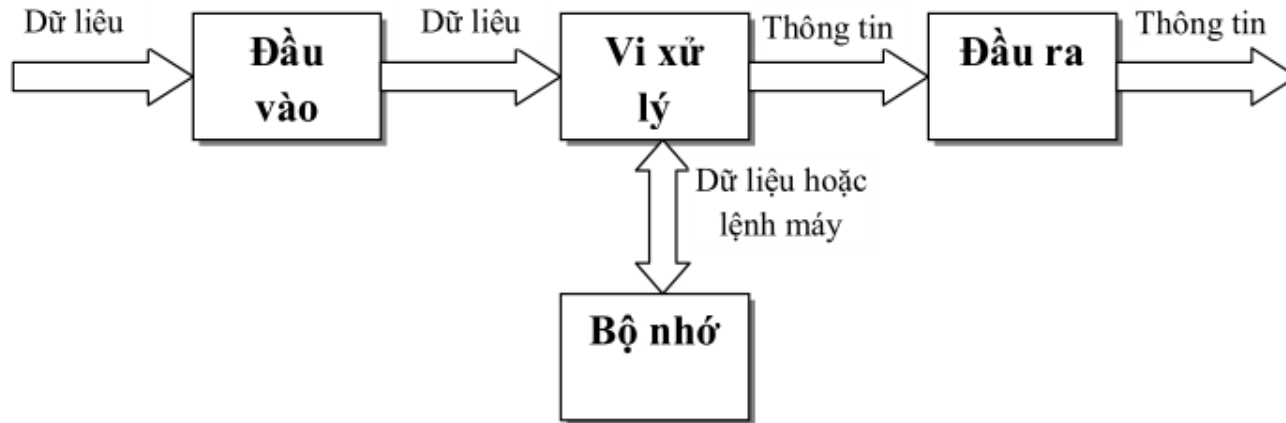 Dữ liệu
Đầu
vào
Dữ liệu
Vi xử
lý
Thông tin
Đầu ra
Thông tin
Dữ liệu hoặc
lệnh máy
Bộ nhớ